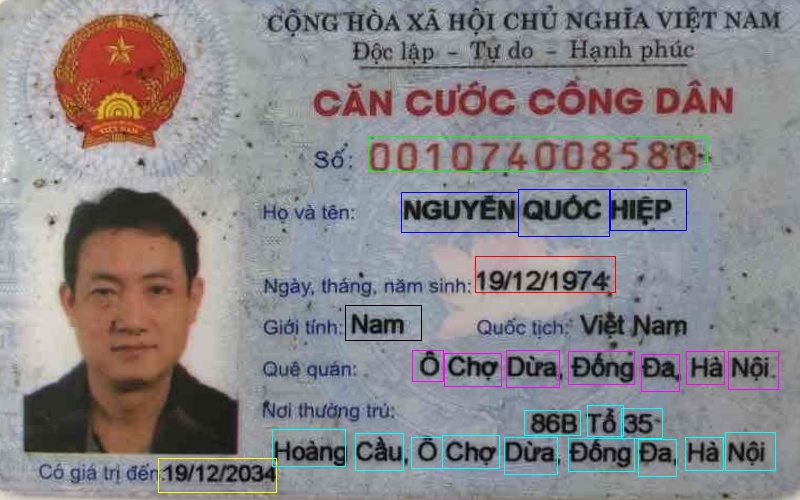 CỘNG HÒA XÃ HỘI CHỦ NGHĨA VIỆT NAM
Độc lập - Tự do - Hạnh phúc
CĂN CƯỚC CÔNG DÂN
Số: 001074008580
Họ và tên: NGUYỄN QUỐC HIỆP
Ngày, tháng, năm sinh: 19/12/1974
Giới tính: Nam Quốc tịch: Việt Nam
Quê quán: Ô Chợ Dừa, Đống Đa, Hà Nội.
Nơi thường trú: 86B Tổ 35
Hoàng Cầu, Ô Chợ Dừa, Đống Đa, Hà Nội
Có giá trị đến: 19/12/2034
VIỆT NAM